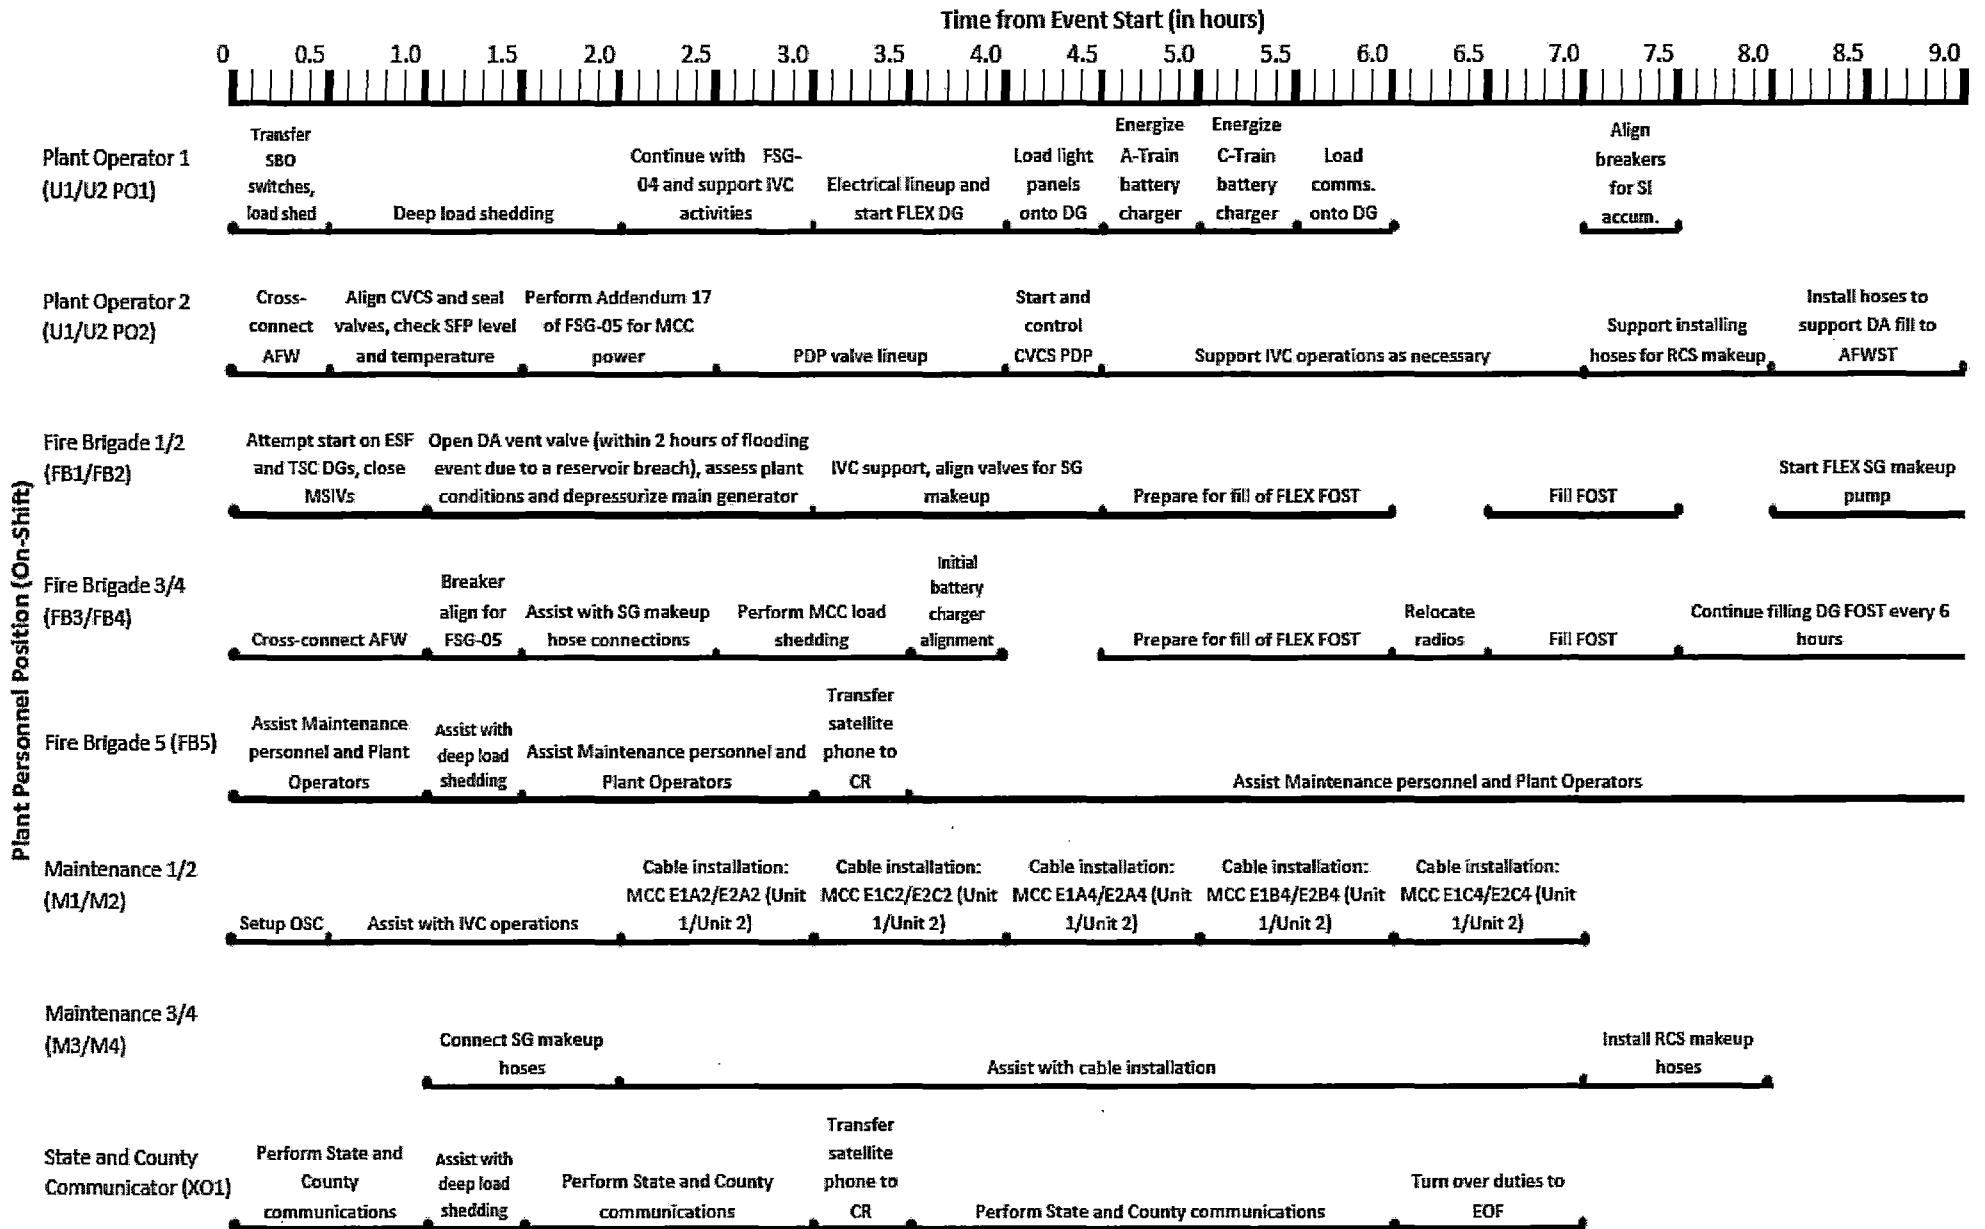 Time from Event Start (in hours)
0 0.5 1.0 1.5 2.0 2.5 3.0 3.5 4.0 4.5 5.0 5.5 6.0 6.5 7.0 7.5 8.0 8.5 9.0
Plant Personnel Position (On-Shift)
Plant Operator 1
(U1/U2 PO1)
Transfer
SBO
switches,
load shed
Deep load shedding
Continue with FSG-
04 and support IVC
activities
Electrical lineup and
start FLEX DG
Load light
panels
onto DG
Energize
A-Train
battery
charger
Energize
C-Train
battery
charger
Load
comms.
onto DG
Align
breakers
for SI
accum.
Plant Operator 2
(U1/U2 PO2)
Cross-
connect
AFW
Align CVCS and seal
valves, check SFP level
and temperature
Perform Addendum 17
of FSG-05 for MCC
power
PDP valve lineup
Start and
control
CVCS PDP
Support IVC operations as necessary
Support installing
hoses for RCS makeup
Install hoses to
support DA fill to
AFWST
Fire Brigade 1/2
(FB1/FB2)
Attempt start on ESF
and TSC DGs, close
MSIVs
Open DA vent valve (within 2 hours of flooding
event due to a reservoir breach), assess plant
conditions and depressurize main generator
IVC support, align valves for SG
makeup
Prepare for fill of FLEX FOST
Fill FOST
Start FLEX SG makeup
pump
Fire Brigade 3/4
(FB3/FB4)
Cross-connect AFW
Breaker
align for
FSG-05
Assist with SG makeup
hose connections
Perform MCC load
shedding
Initial
battery
charger
alignment
Prepare for fill of FLEX FOST
Relocate
radios
Fill FOST
Continue filling DG FOST every 6
hours
Fire Brigade 5 (FB5)
Assist Maintenance
personnel and Plant
Operators
Assist with
deep load
shedding
Assist Maintenance personnel and
Plant Operators
Transfer
satellite
phone to
CR
Assist Maintenance personnel and Plant Operators
Maintenance 1/2
(M1/M2)
Setup OSC
Assist with IVC operations
Cable installation:
MCC E1A2/E2A2 (Unit
1/Unit 2)
Cable installation:
MCC E1C2/E2C2 (Unit
1/Unit 2)
Cable installation:
MCC E1A4/E2A4 (Unit
1/Unit 2)
Cable installation:
MCC E1B4/E2B4 (Unit
1/Unit 2)
Cable installation:
MCC E1C4/E2C4 (Unit
1/Unit 2)
Maintenance 3/4
(M3/M4)
Connect SG makeup
hoses
Assist with cable installation
Install RCS makeup
hoses
State and County
Communicator (XO1)
Perform State and
County
communications
Assist with
deep load
shedding
Perform State and County
communications
Transfer
satellite
phone to
CR
Perform State and County communications
Turn over duties to
EOF